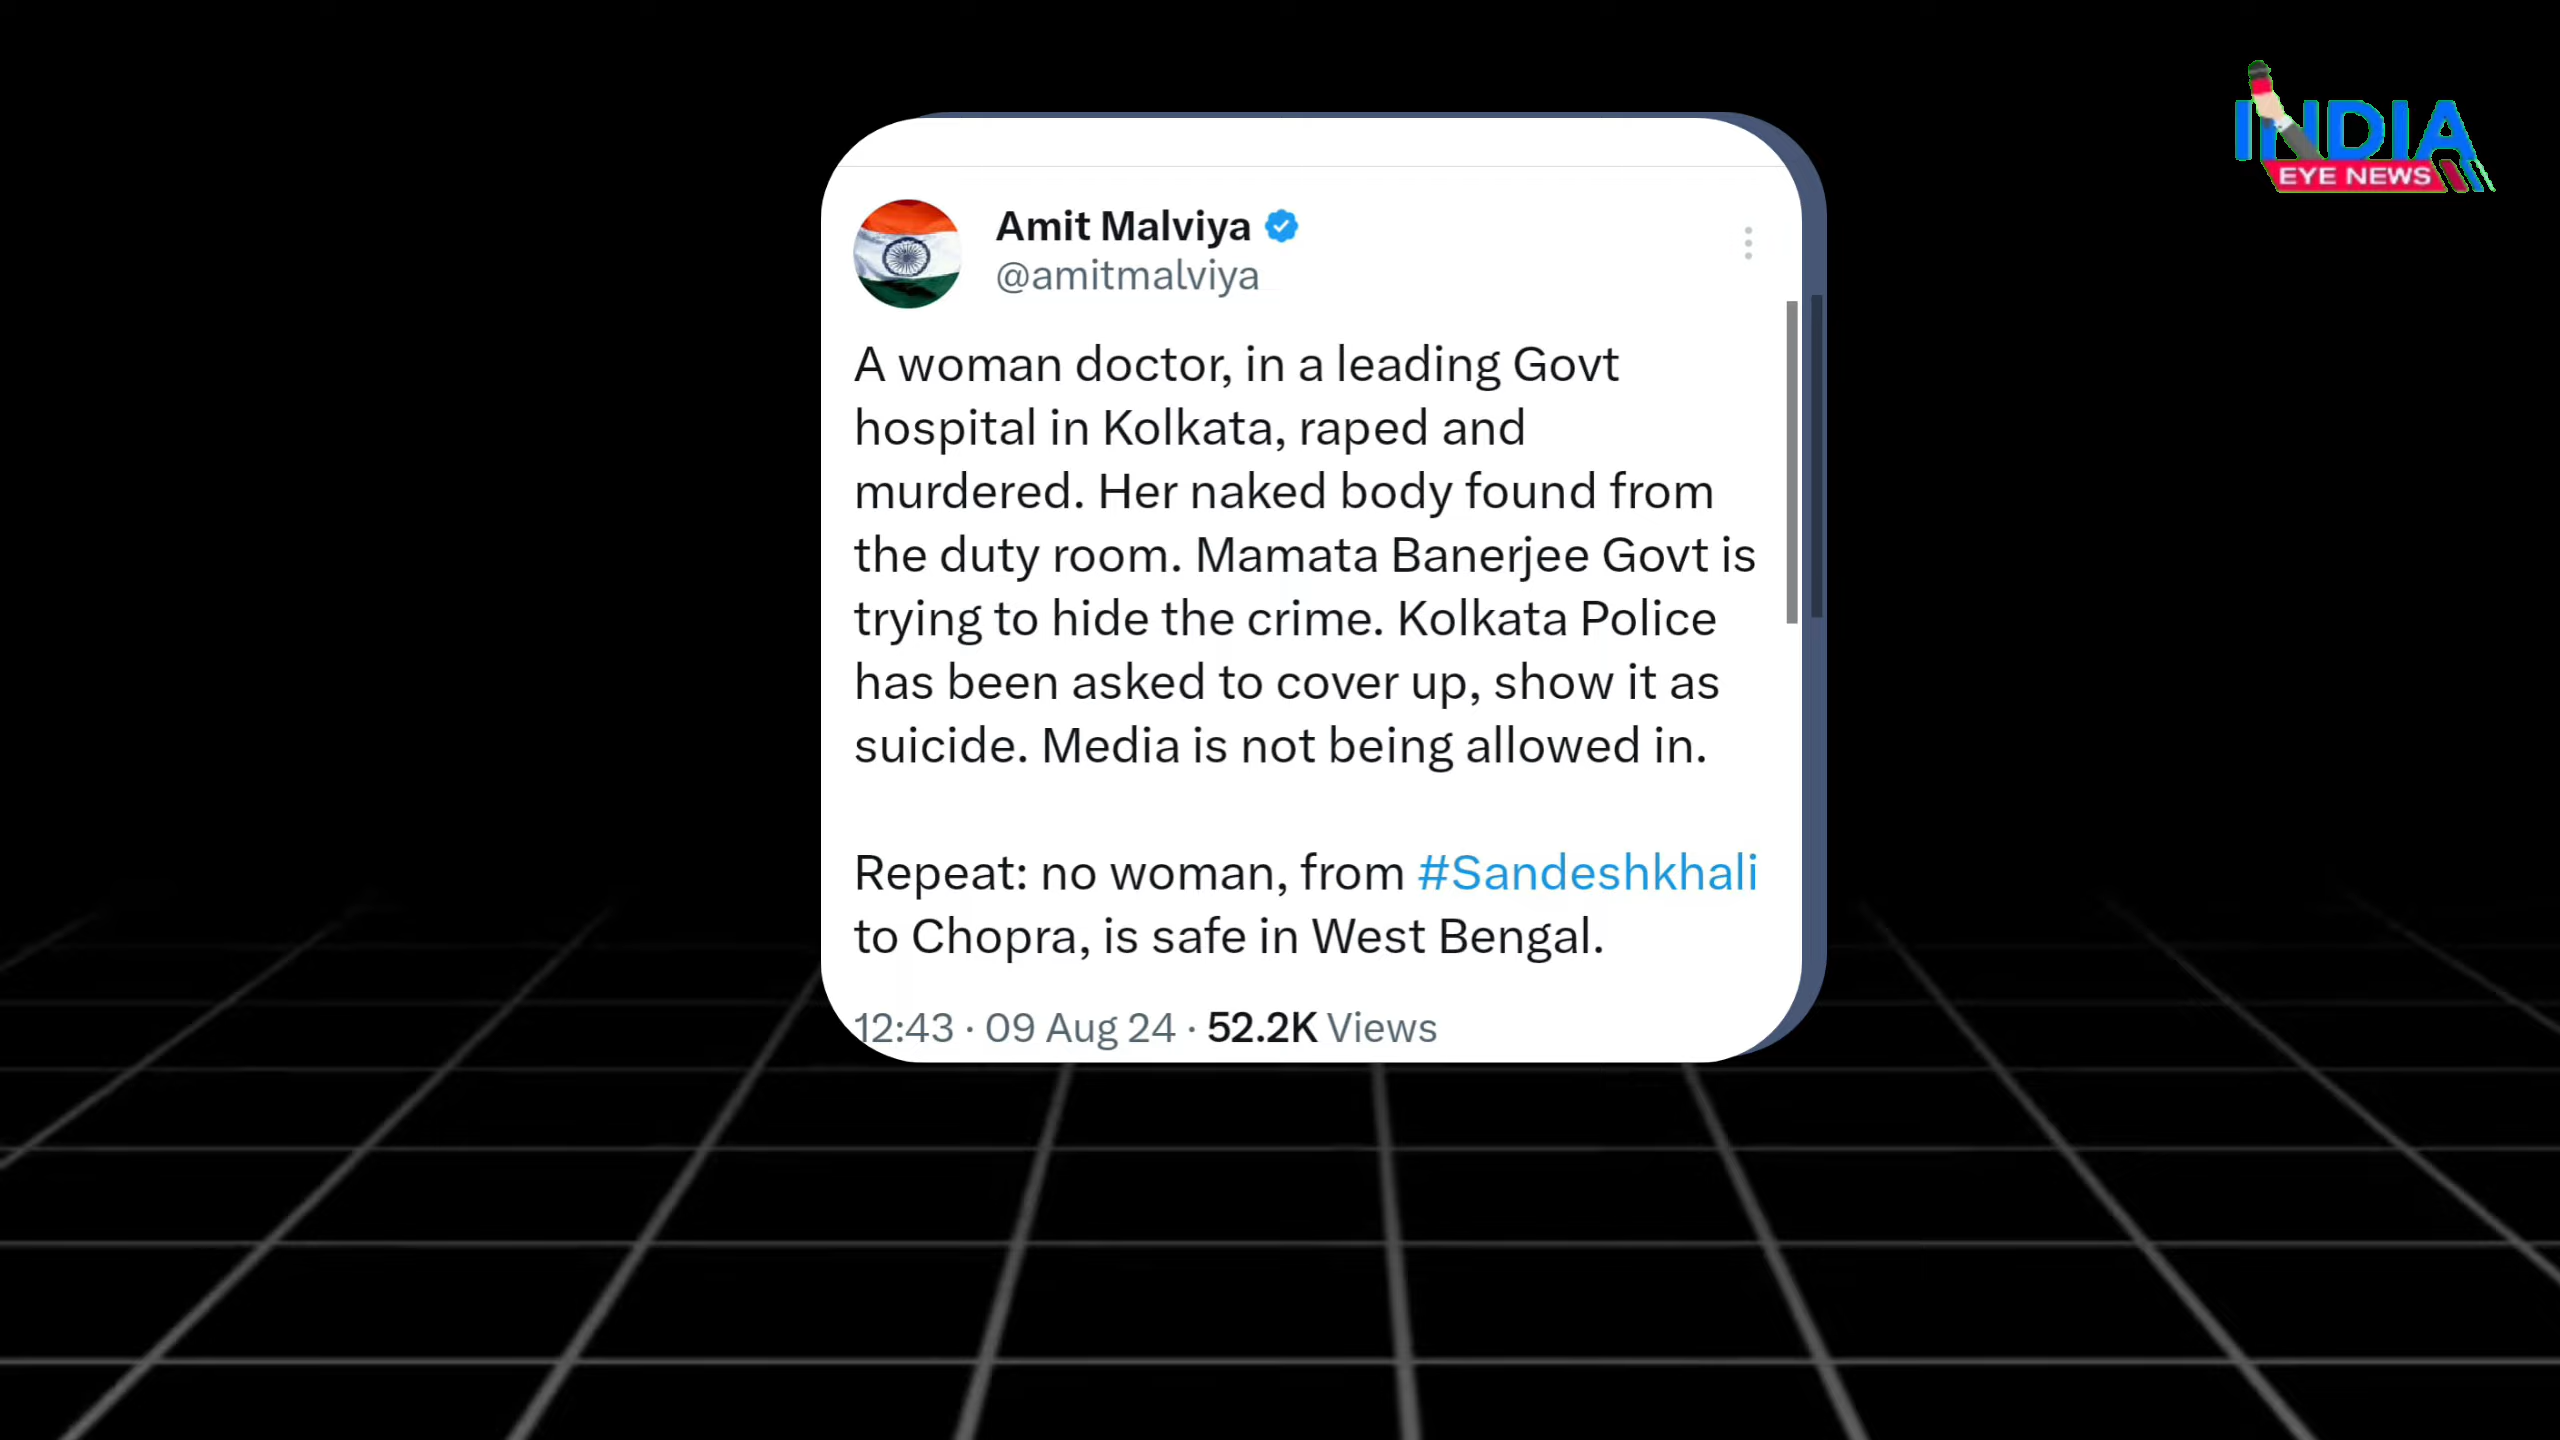 INDIA
EYE NEWS
Amit Malviya
@amitmalviya
A woman doctor, in a leading Govt
hospital in Kolkata, raped and
murdered. Her naked body found from
the duty room. Mamata Banerjee Govt is
trying to hide the crime. Kolkata Police
has been asked to cover up, show it as
suicide. Media is not being allowed in.
Repeat: no woman, from #Sandeshkhali
to Chopra, is safe in West Bengal.
12:43 · 09 Aug 24 · 52.2K Views